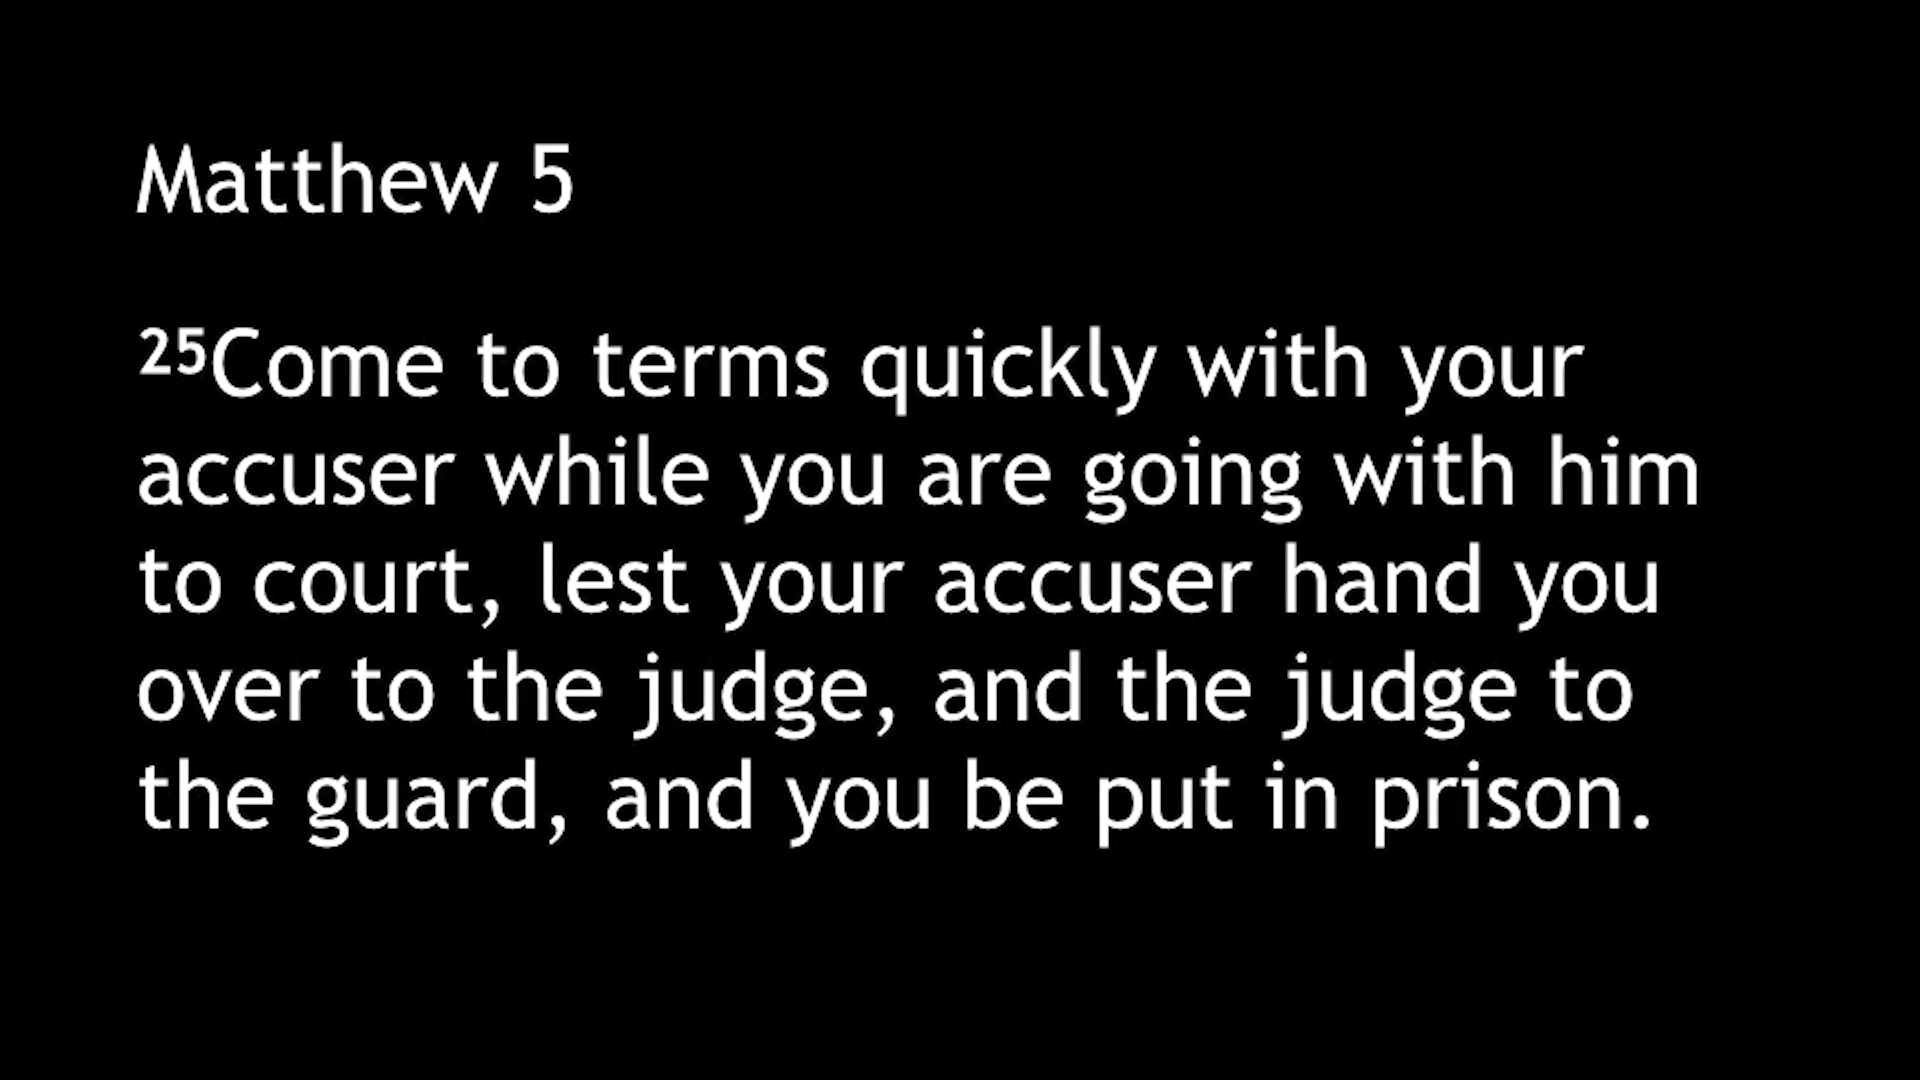 Matthew 5
²⁵Come to terms quickly with your
accuser while you are going with him
to court, lest your accuser hand you
over to the judge, and the judge to
the guard, and you be put in prison.